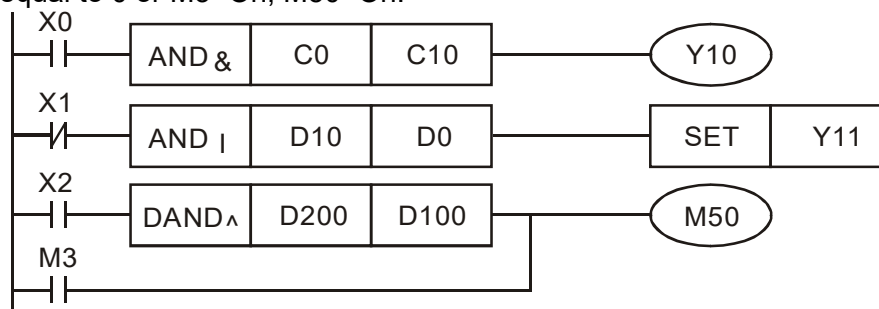 equal to 0 or M3=On, M50=On.
X0
AND & C0 C10 Y10
X1
AND | D10 D0 SET Y11
X2
DAND^ D200 D100 M50
M3